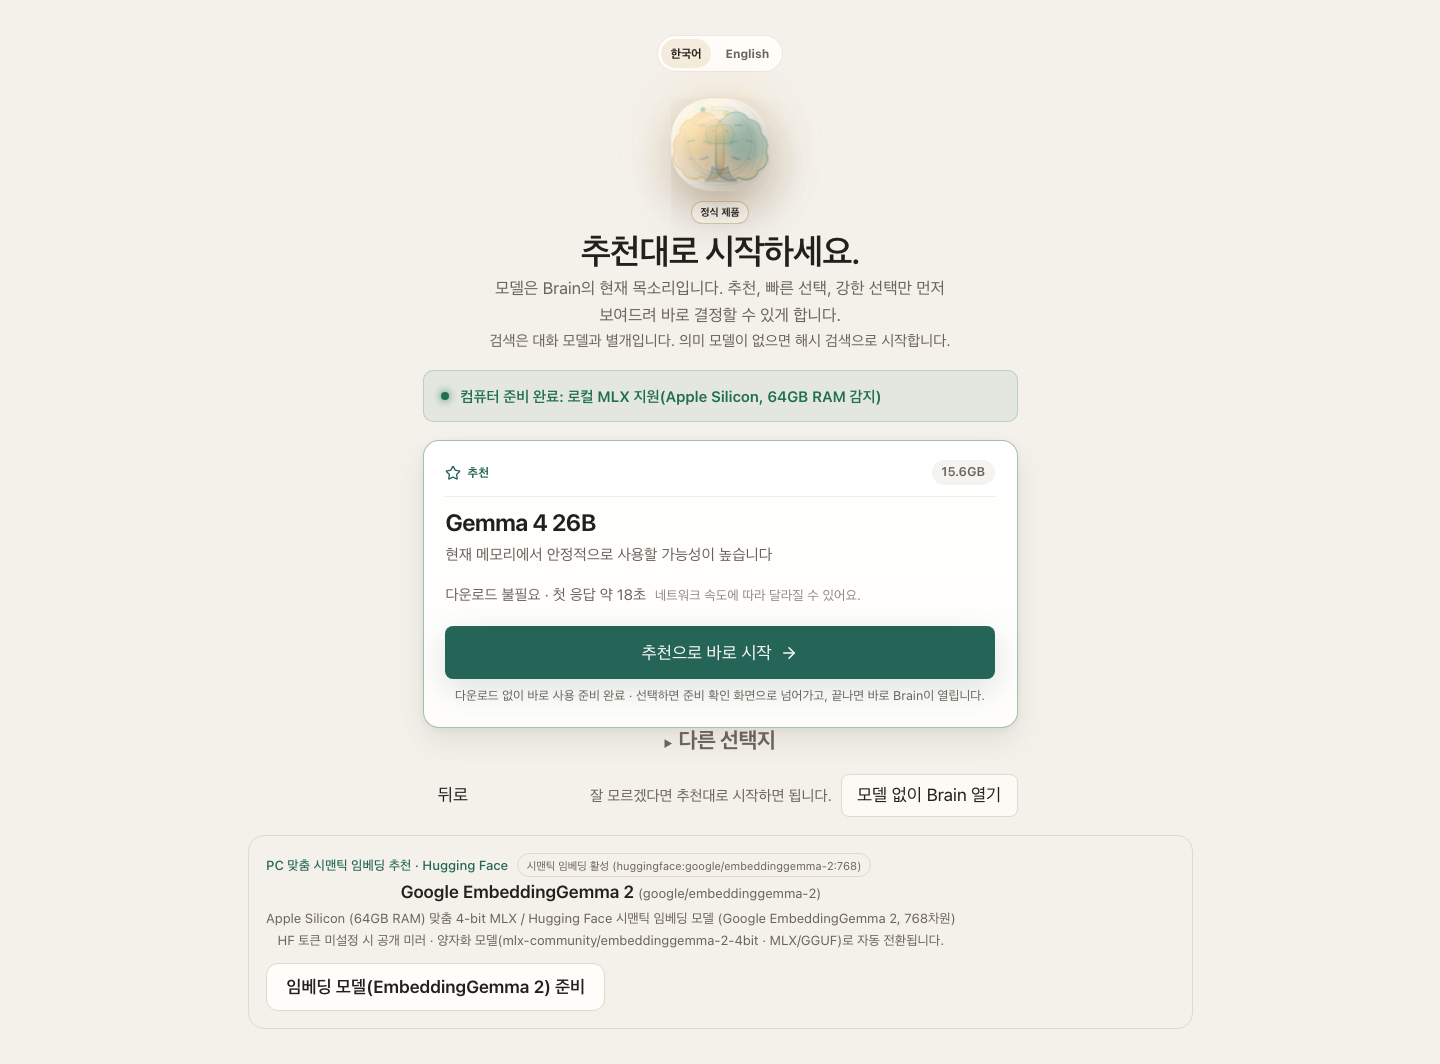 한국어 English
정식 제품
추천대로 시작하세요.
모델은 Brain의 현재 목소리입니다. 추천, 빠른 선택, 강한 선택만 먼저
보여드려 바로 결정할 수 있게 합니다.
검색은 대화 모델과 별개입니다. 의미 모델이 없으면 해시 검색으로 시작합니다.
컴퓨터 준비 완료: 로컬 MLX 지원(Apple Silicon, 64GB RAM 감지)
추천 15.6GB
Gemma 4 26B
현재 메모리에서 안정적으로 사용할 가능성이 높습니다
다운로드 불필요 · 첫 응답 약 18초 네트워크 속도에 따라 달라질 수 있어요.
추천으로 바로 시작 →
다운로드 없이 바로 사용 준비 완료 · 선택하면 준비 확인 화면으로 넘어가고, 끝나면 바로 Brain이 열립니다.
▸ 다른 선택지
뒤로 잘 모르겠다면 추천대로 시작하면 됩니다. 모델 없이 Brain 열기
PC 맞춤 시맨틱 임베딩 추천 · Hugging Face 시맨틱 임베딩 활성 (huggingface:google/embeddinggemma-2:768)
Google EmbeddingGemma 2 (google/embeddinggemma-2)
Apple Silicon (64GB RAM) 맞춤 4-bit MLX / Hugging Face 시맨틱 임베딩 모델 (Google EmbeddingGemma 2, 768차원)
HF 토큰 미설정 시 공개 미러 · 양자화 모델(mlx-community/embeddinggemma-2-4bit · MLX/GGUF)로 자동 전환됩니다.
임베딩 모델(EmbeddingGemma 2) 준비